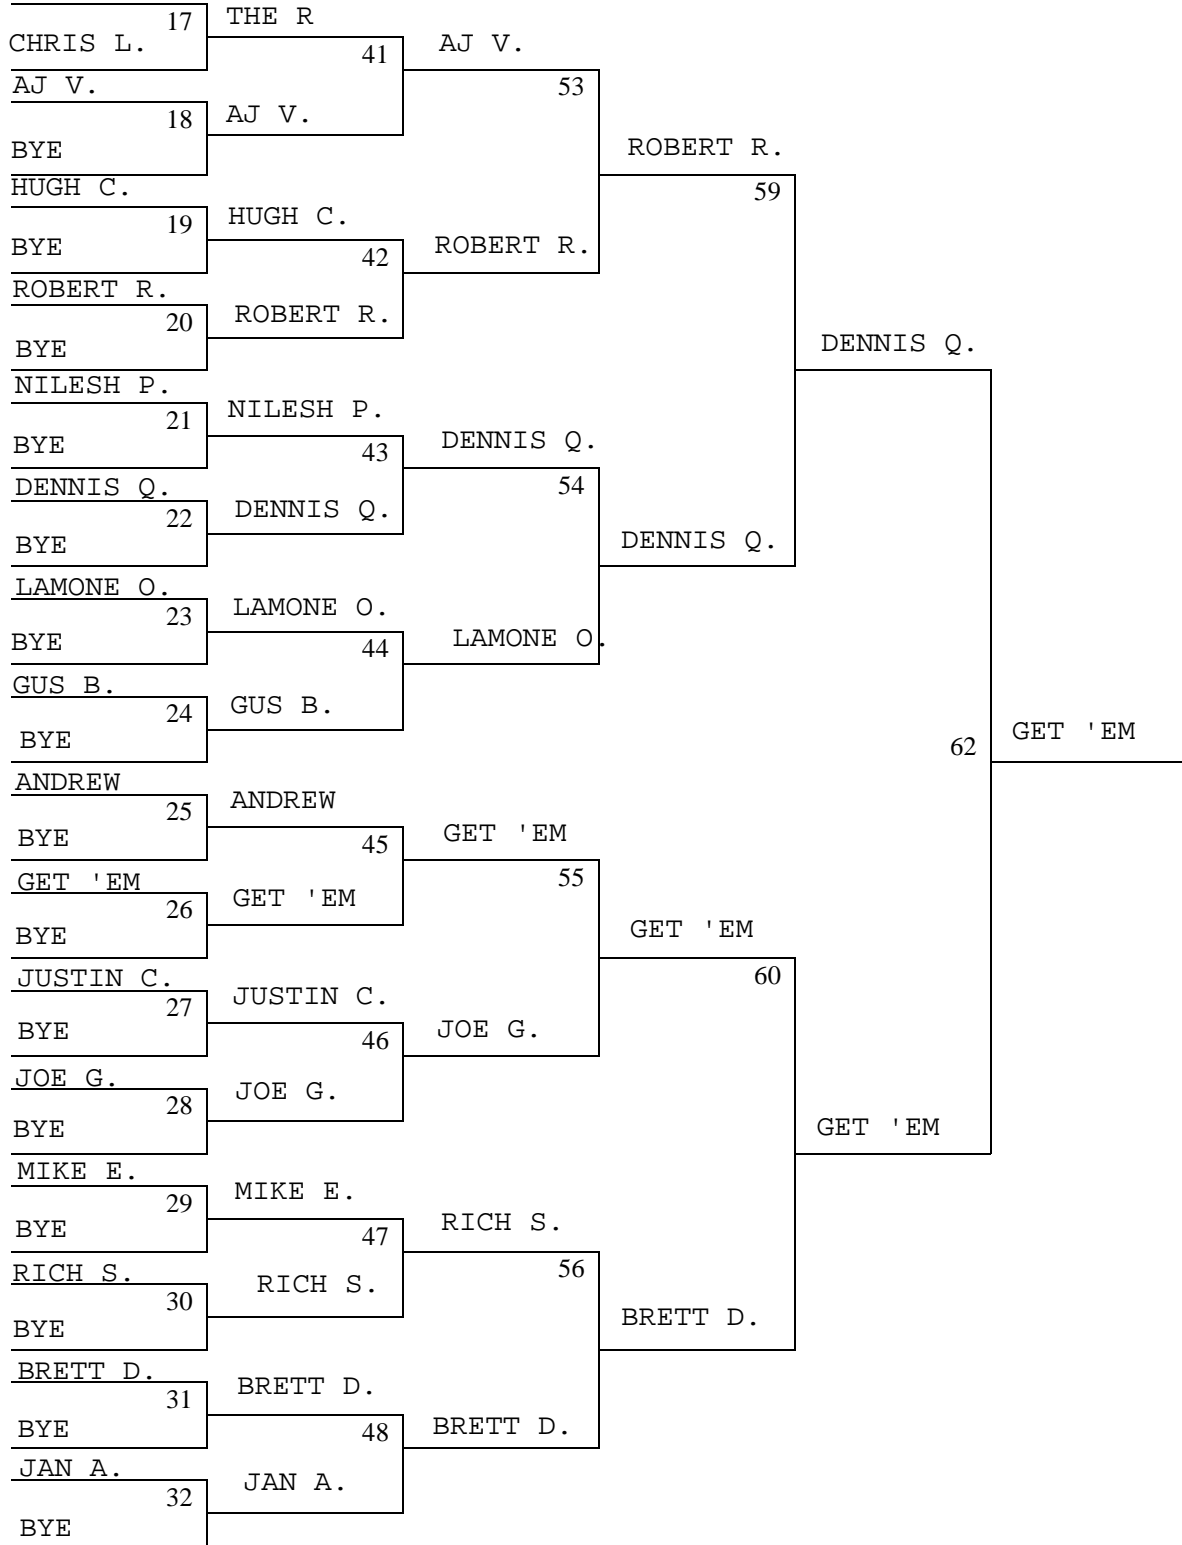 17 THE R
CHRIS L. 41 AJ V.
AJ V. 53
18 AJ V.
BYE ROBERT R.
HUGH C. 59
19 HUGH C.
BYE 42 ROBERT R.
ROBERT R.
20 ROBERT R.
BYE DENNIS Q.
NILESH P.
21 NILESH P.
BYE 43 DENNIS Q.
DENNIS Q. 54
22 DENNIS Q.
BYE DENNIS Q.
LAMONE O.
23 LAMONE O.
BYE 44 LAMONE O.
GUS B.
24 GUS B.
BYE 62 GET 'EM
ANDREW
25 ANDREW
BYE 45 GET 'EM
GET 'EM 55
26 GET 'EM
BYE GET 'EM
JUSTIN C. 60
27 JUSTIN C.
BYE 46 JOE G.
JOE G.
28 JOE G.
BYE GET 'EM
MIKE E.
29 MIKE E.
BYE 47 RICH S.
RICH S. 56
30 RICH S.
BYE BRETT D.
BRETT D.
31 BRETT D.
BYE 48 BRETT D.
JAN A.
32 JAN A.
BYE